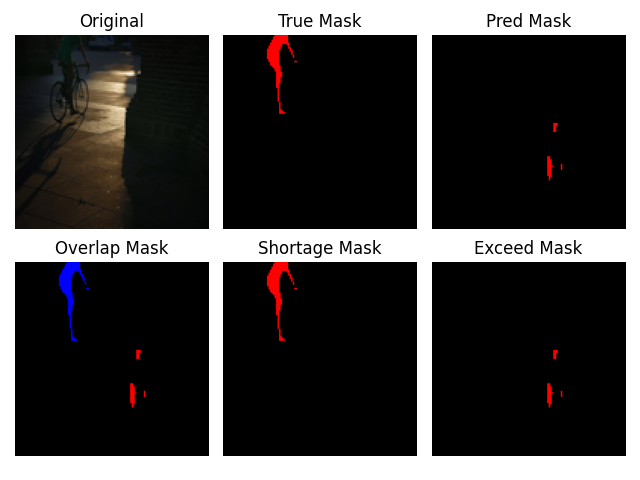 Original
True Mask
Pred Mask
Overlap Mask
Shortage Mask
Exceed Mask